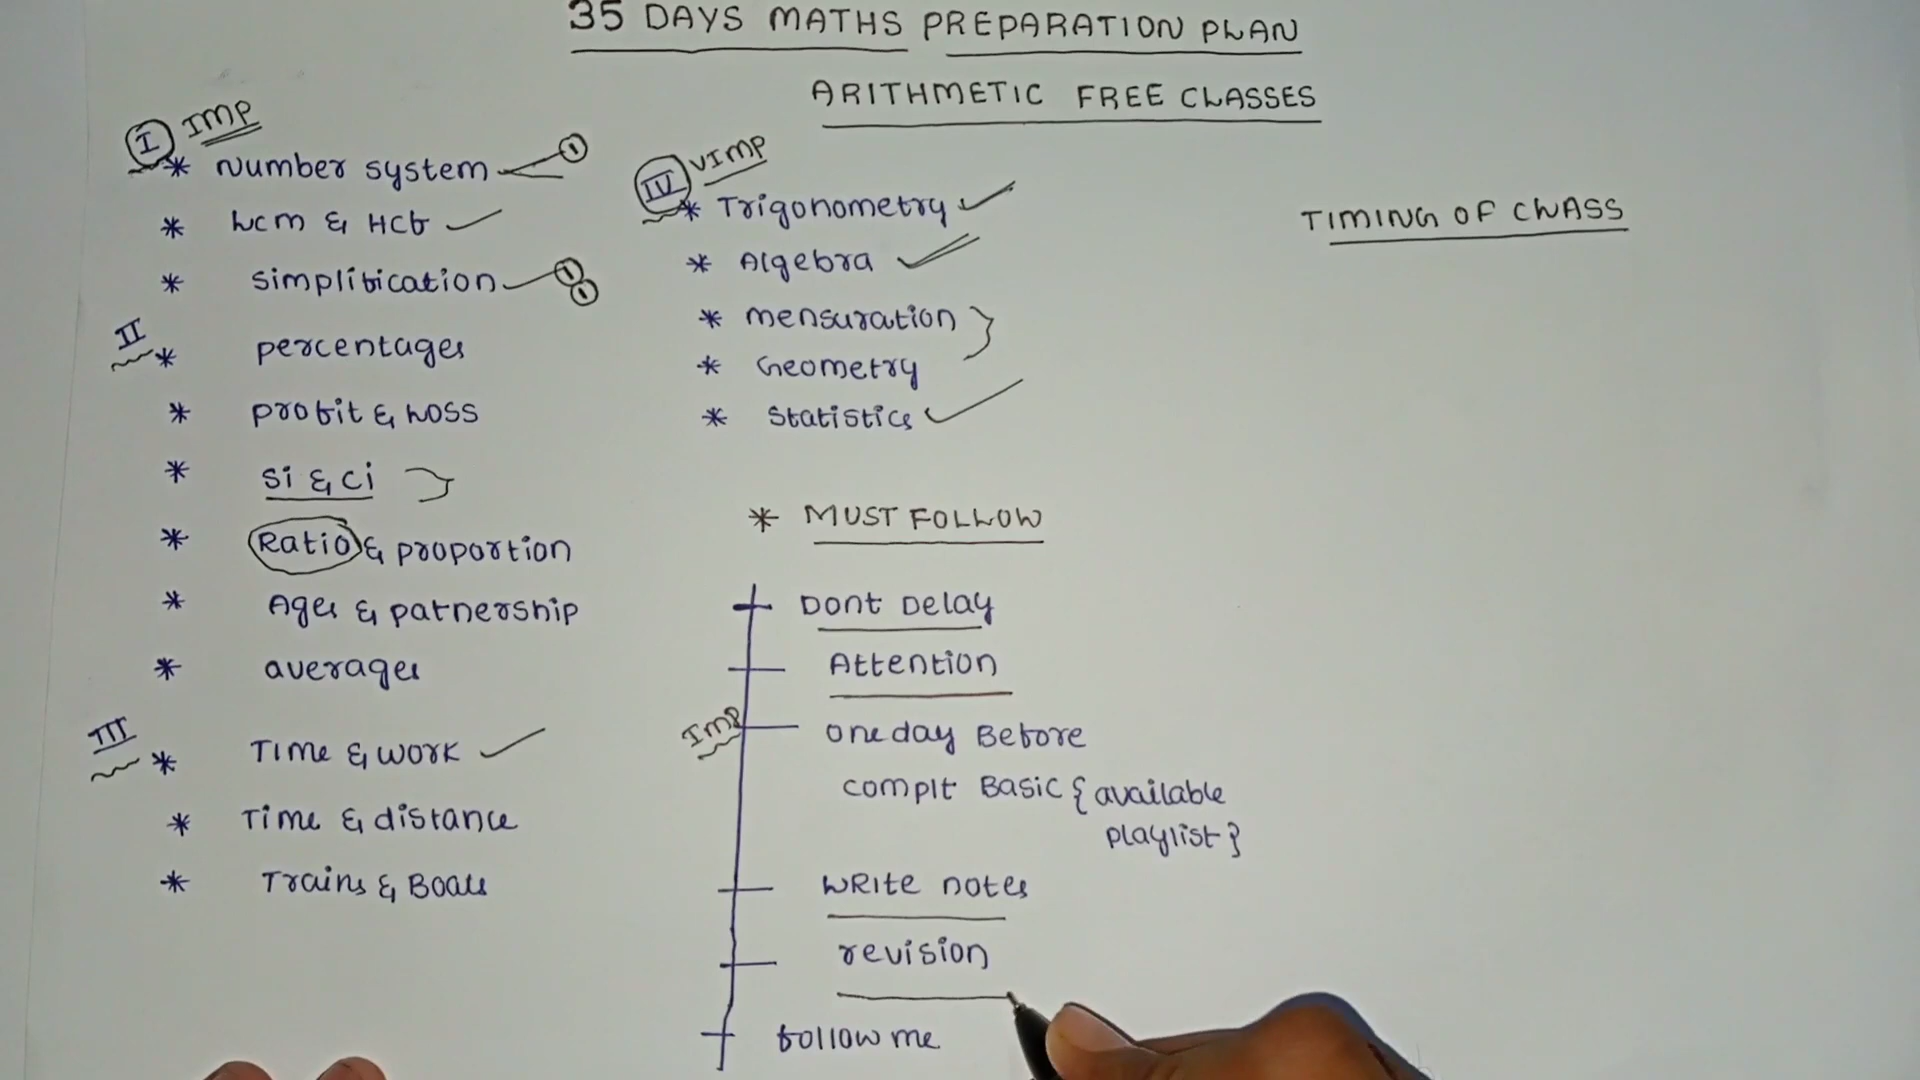 35 DAYS MATHS PREPARATION PLAN
ARITHMETIC FREE CLASSES
I IMP
* Number system 1
* Lcm & Hcf ✓
* Simplification 1 1
II
* percentages
* profit & Loss
* Si & Ci
* Ratio & proportion
* Ages & patnership
* averages
III
* Time & work ✓
* Time & distance
* Trains & Boats
IV VIMP
* Trigonometry ✓
* Algebra ✓
* mensuration
* Geometry
* Statistics ✓
* MUST FOLLOW
Dont Delay
Attention
Imp
one day Before
complt Basic { available
playlist }
WRite notes
revision
follow me
TIMING OF CLASS